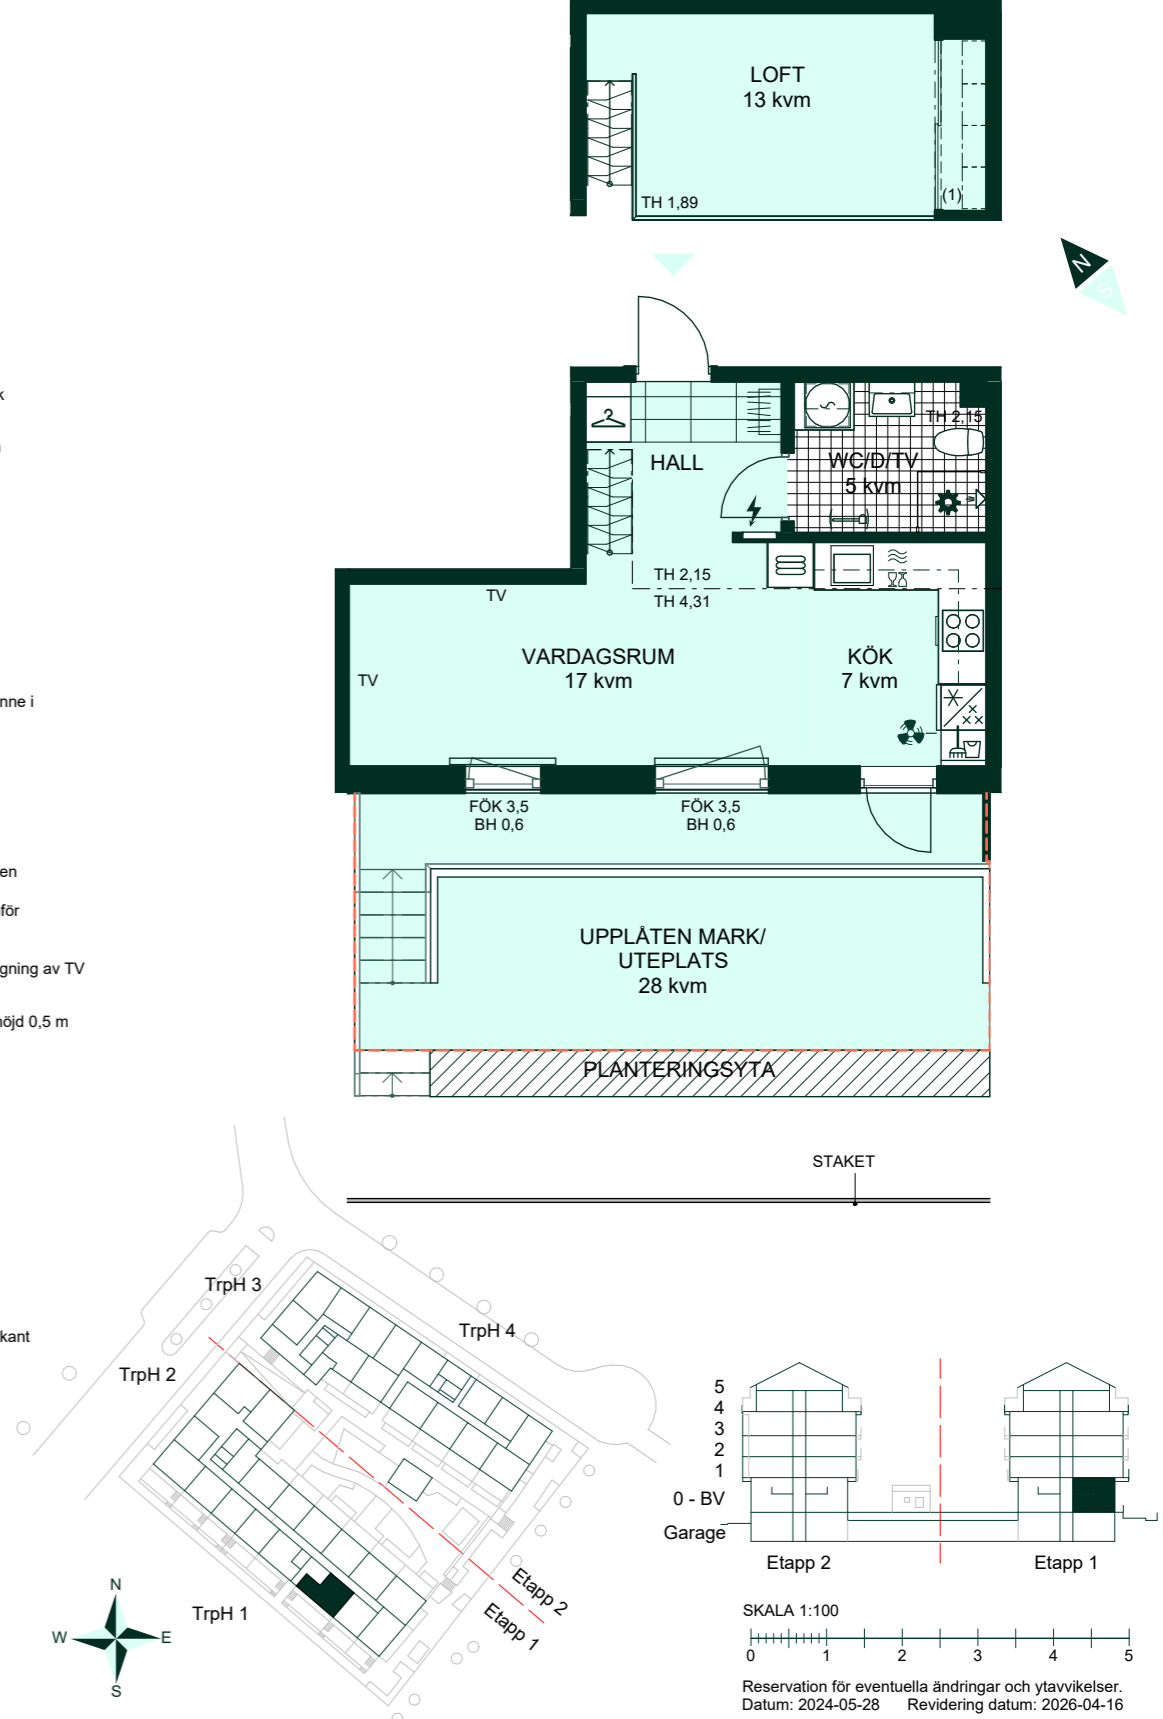 LOFT
13 kvm
(1)
TH 1,89
N
S
k
TH 2,15
HALL
WC/D/TV
5 kvm
TH 2,15
TH 4,31
TV
VARDAGSRUM
17 kvm
KÖK
7 kvm
TV
nne i
FÖK 3,5
BH 0,6
FÖK 3,5
BH 0,6
en
för
UPPLÅTEN MARK/
UTEPLATS
28 kvm
gning av TV
öjd 0,5 m
PLANTERINGSYTA
STAKET
TrpH 3
TrpH 4
kant
TrpH 2
5
4
3
2
1
0 - BV
Garage
Etapp 2
Etapp 1
Etapp 2
Etapp 1
TrpH 1
N
W
E
S
SKALA 1:100
0 1 2 3 4 5
Reservation för eventuella ändringar och ytavvikelser.
Datum: 2024-05-28 Revidering datum: 2026-04-16